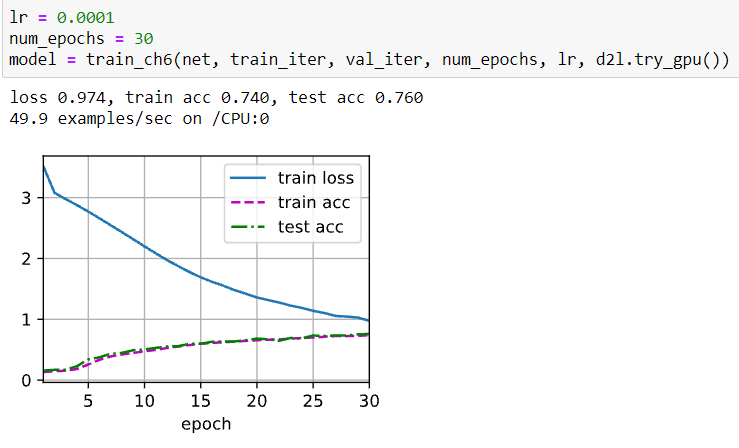 lr = 0.0001
num_epochs = 30
model = train_ch6(net, train_iter, val_iter, num_epochs, lr, d2l.try_gpu())
loss 0.974, train acc 0.740, test acc 0.760
49.9 examples/sec on /CPU:0
train loss
train acc
test acc
3
2
1
0
5 10 15 20 25 30
epoch